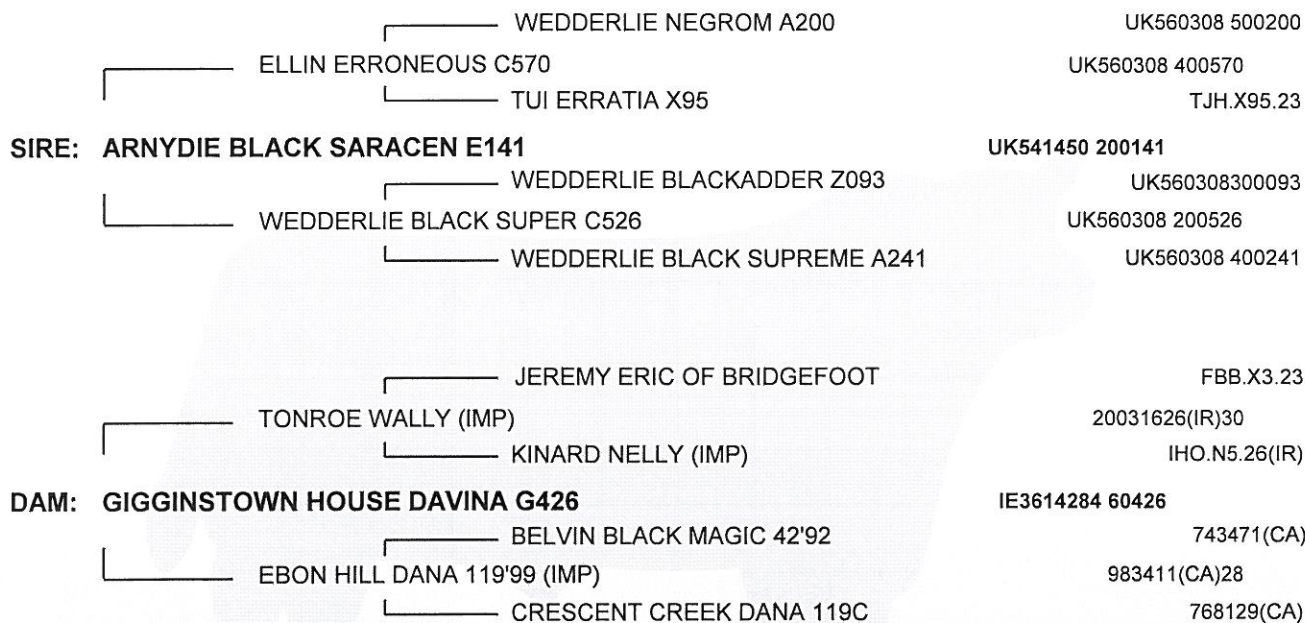 WEDDERLIE NEGROM A200 UK560308 500200
ELLIN ERRONEOUS C570 UK560308 400570
TUI ERRATIA X95 TJH.X95.23
SIRE: ARNYDIE BLACK SARACEN E141 UK541450 200141
WEDDERLIE BLACKADDER Z093 UK560308300093
WEDDERLIE BLACK SUPER C526 UK560308 200526
WEDDERLIE BLACK SUPREME A241 UK560308 400241
JEREMY ERIC OF BRIDGEFOOT FBB.X3.23
TONROE WALLY (IMP) 20031626(IR)30
KINARD NELLY (IMP) IHO.N5.26(IR)
DAM: GIGGINSTOWN HOUSE DAVINA G426 IE3614284 60426
BELVIN BLACK MAGIC 42'92 743471(CA)
EBON HILL DANA 119'99 (IMP) 983411(CA)28
CRESCENT CREEK DANA 119C 768129(CA)